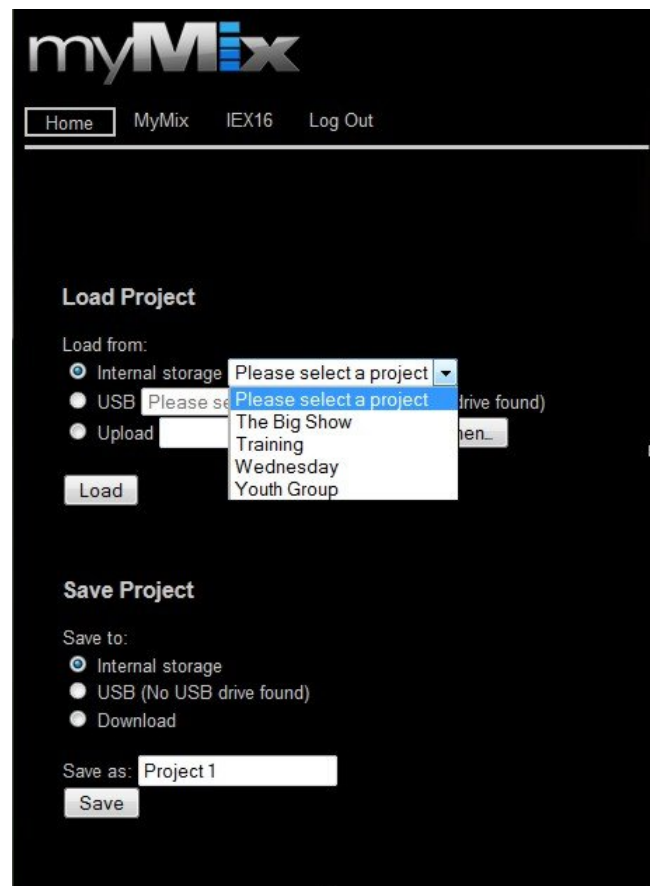 myMix
Home MyMix IEX16 Log Out
Load Project
Load from:
Internal storage Please select a project
USB Please se drive found)
Please select a project
The Big Show
Upload
Training
Wednesday
Youth Group
Load
Save Project
Save to:
Internal storage
USB (No USB drive found)
Download
Save as: Project 1
Save